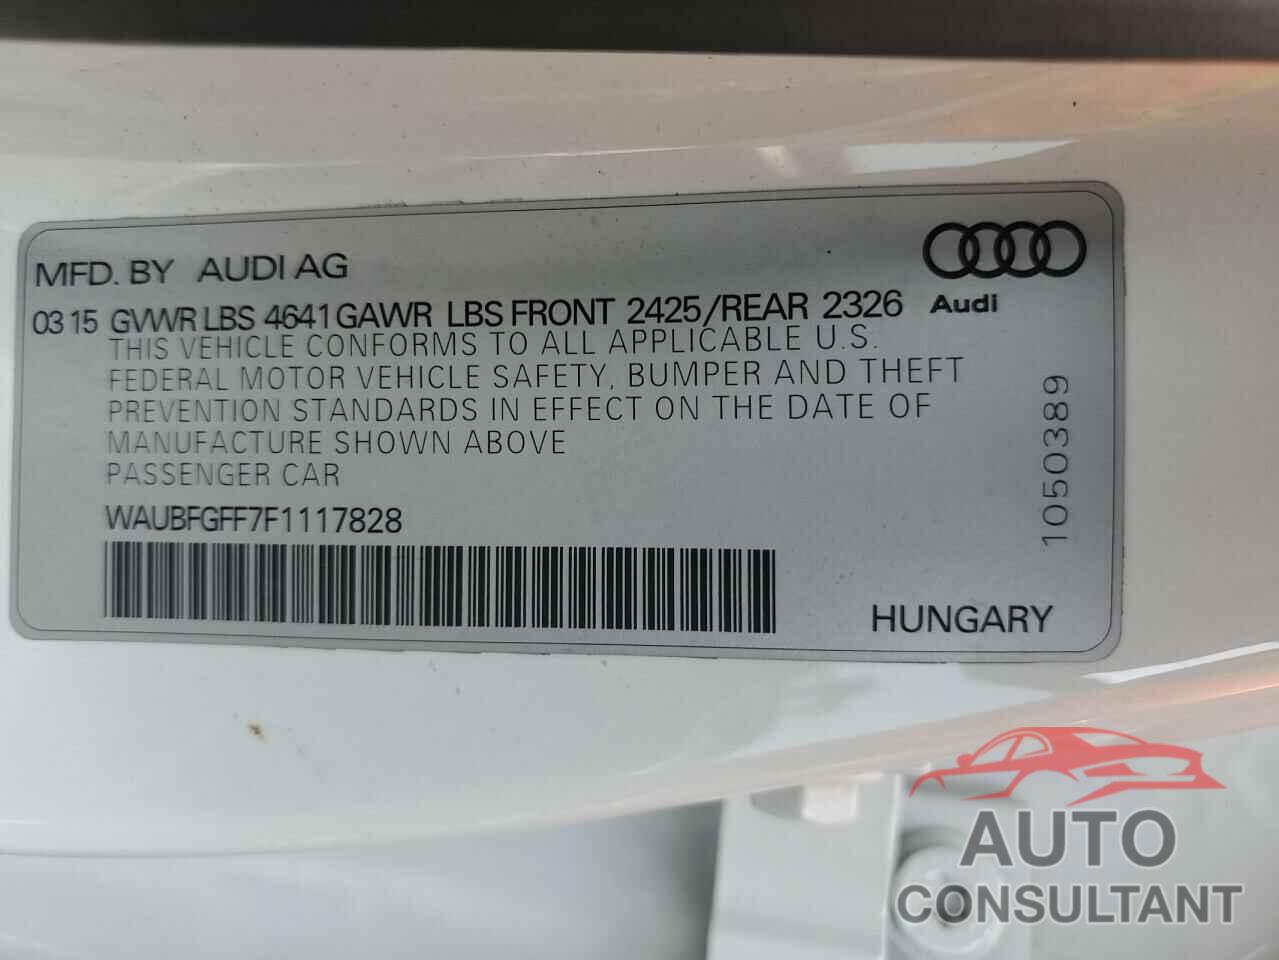 MFD. BY AUDI AG
0315 GVWR LBS 4641 GAWR LBS FRONT 2425/REAR 2326
Audi
THIS VEHICLE CONFORMS TO ALL APPLICABLE U.S.
FEDERAL MOTOR VEHICLE SAFETY, BUMPER AND THEFT
PREVENTION STANDARDS IN EFFECT ON THE DATE OF
MANUFACTURE SHOWN ABOVE
PASSENGER CAR
WAUBFGFF7F1117828
1050389
HUNGARY
AUTO
CONSULTANT